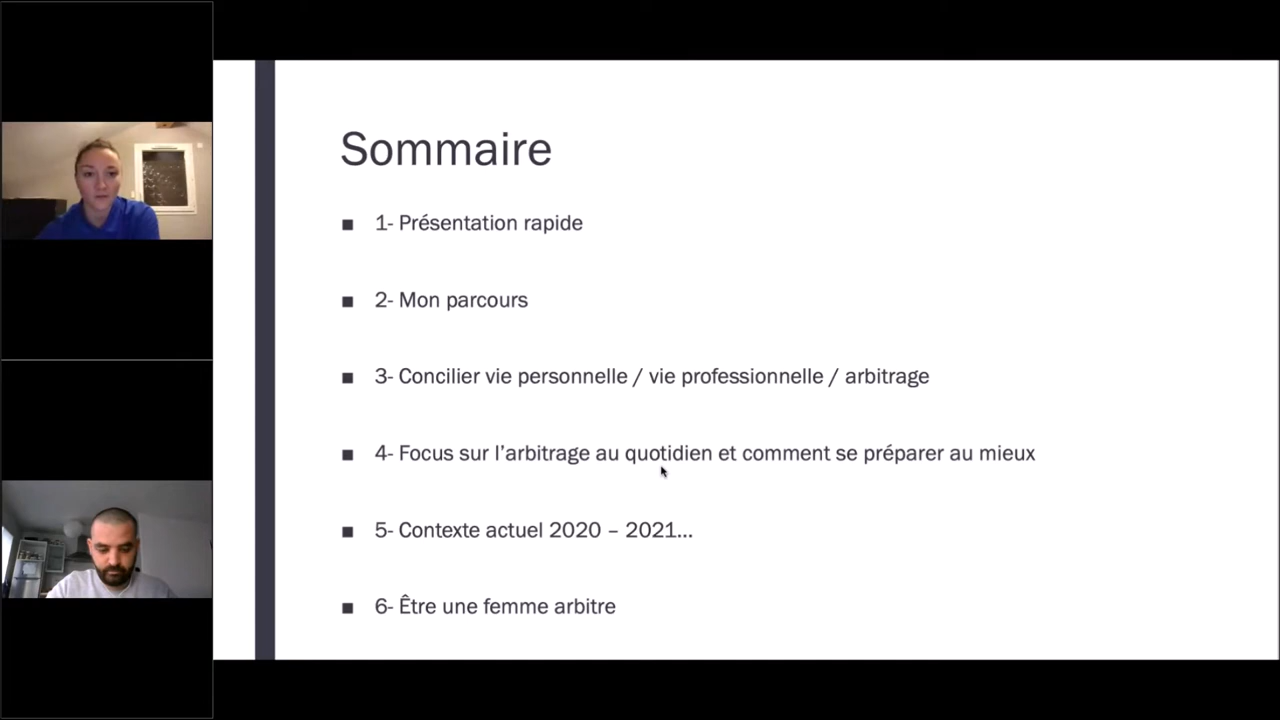 Sommaire
1- Présentation rapide
2- Mon parcours
3- Concilier vie personnelle / vie professionnelle / arbitrage
4- Focus sur l’arbitrage au quotidien et comment se préparer au mieux
5- Contexte actuel 2020 – 2021...
6- Être une femme arbitre